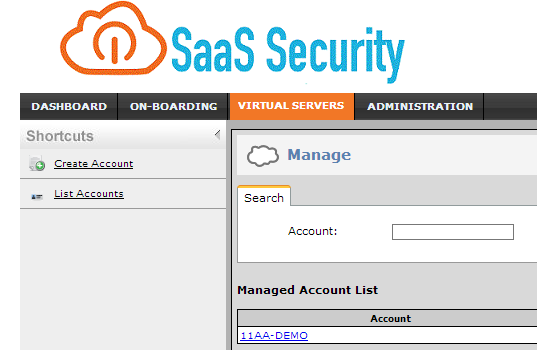 SaaS Security
DASHBOARD ON-BOARDING VIRTUAL SERVERS ADMINISTRATION
Shortcuts
Create Account
List Accounts
Manage
Search
Account:
Managed Account List
Account
11AA-DEMO